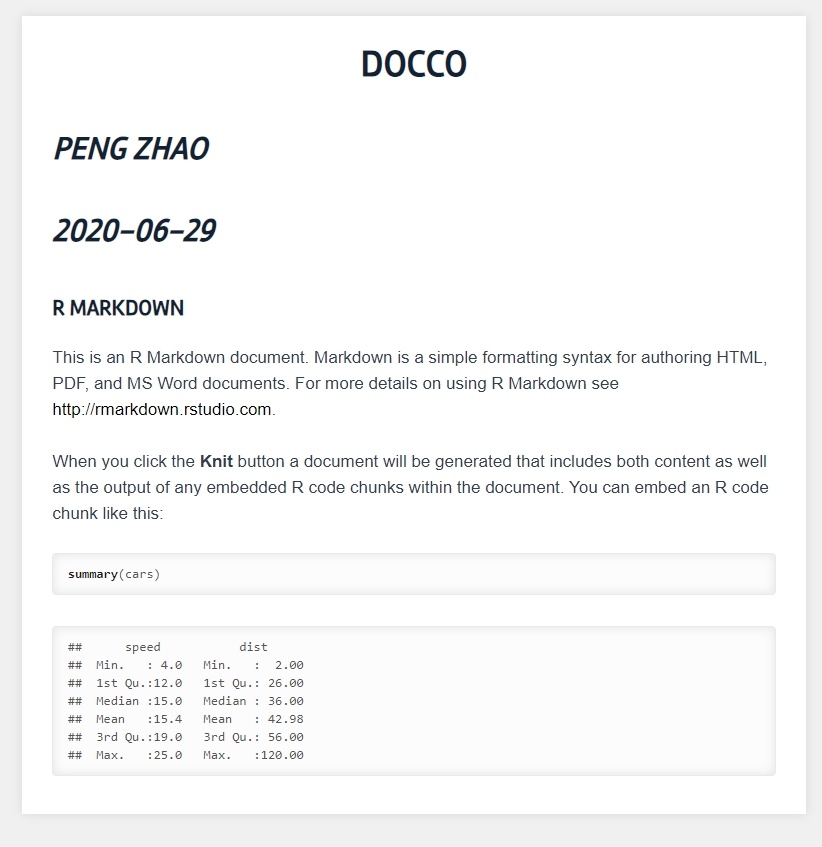 DOCCO
PENG ZHAO
2020-06-29
R MARKDOWN
This is an R Markdown document. Markdown is a simple formatting syntax for authoring HTML,
PDF, and MS Word documents. For more details on using R Markdown see
http://rmarkdown.rstudio.com.
When you click the Knit button a document will be generated that includes both content as well
as the output of any embedded R code chunks within the document. You can embed an R code
chunk like this:
summary(cars)
##      speed           dist
##  Min.   : 4.0   Min.   :  2.00
##  1st Qu.:12.0   1st Qu.: 26.00
##  Median :15.0   Median : 36.00
##  Mean   :15.4   Mean   : 42.98
##  3rd Qu.:19.0   3rd Qu.: 56.00
##  Max.   :25.0   Max.   :120.00